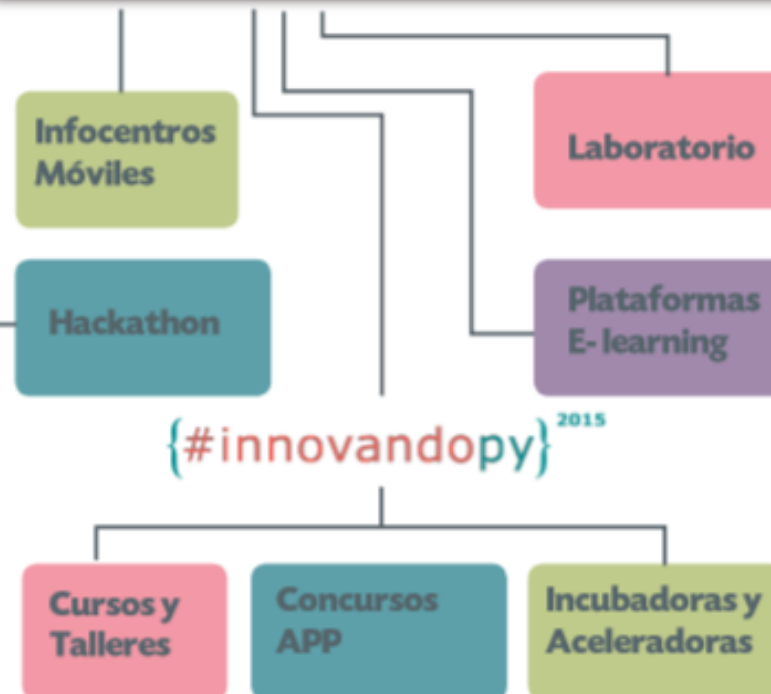 Infocentros
Móviles
Laboratorio
Hackathon
Plataformas
E- learning
{#innovandopy}2015
Cursos y
Talleres
Concursos
APP
Incubadoras y
Aceleradoras